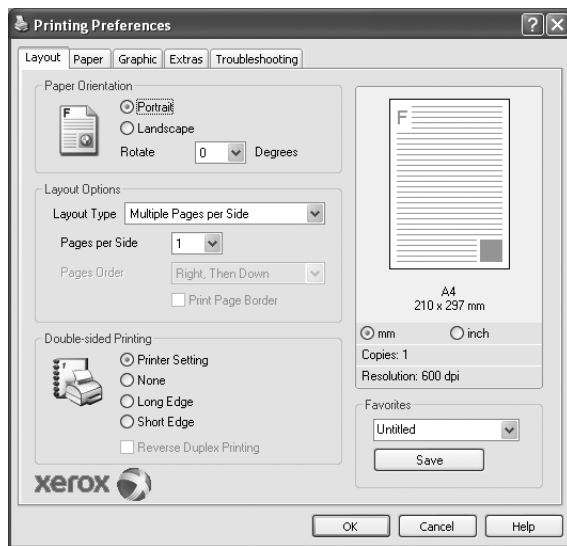 Printing Preferences
Layout Paper Graphic Extras Troubleshooting
Paper Orientation
F
Portrait
Landscape
Rotate 0 Degrees
Layout Options
Layout Type Multiple Pages per Side
Pages per Side 1
Pages Order Right, Then Down
Print Page Border
Double-sided Printing
Printer Setting
None
Long Edge
Short Edge
Reverse Duplex Printing
xerox
F
A4
210 x 297 mm
mm inch
Copies: 1
Resolution: 600 dpi
Favorites
Untitled
Save
OK Cancel Help